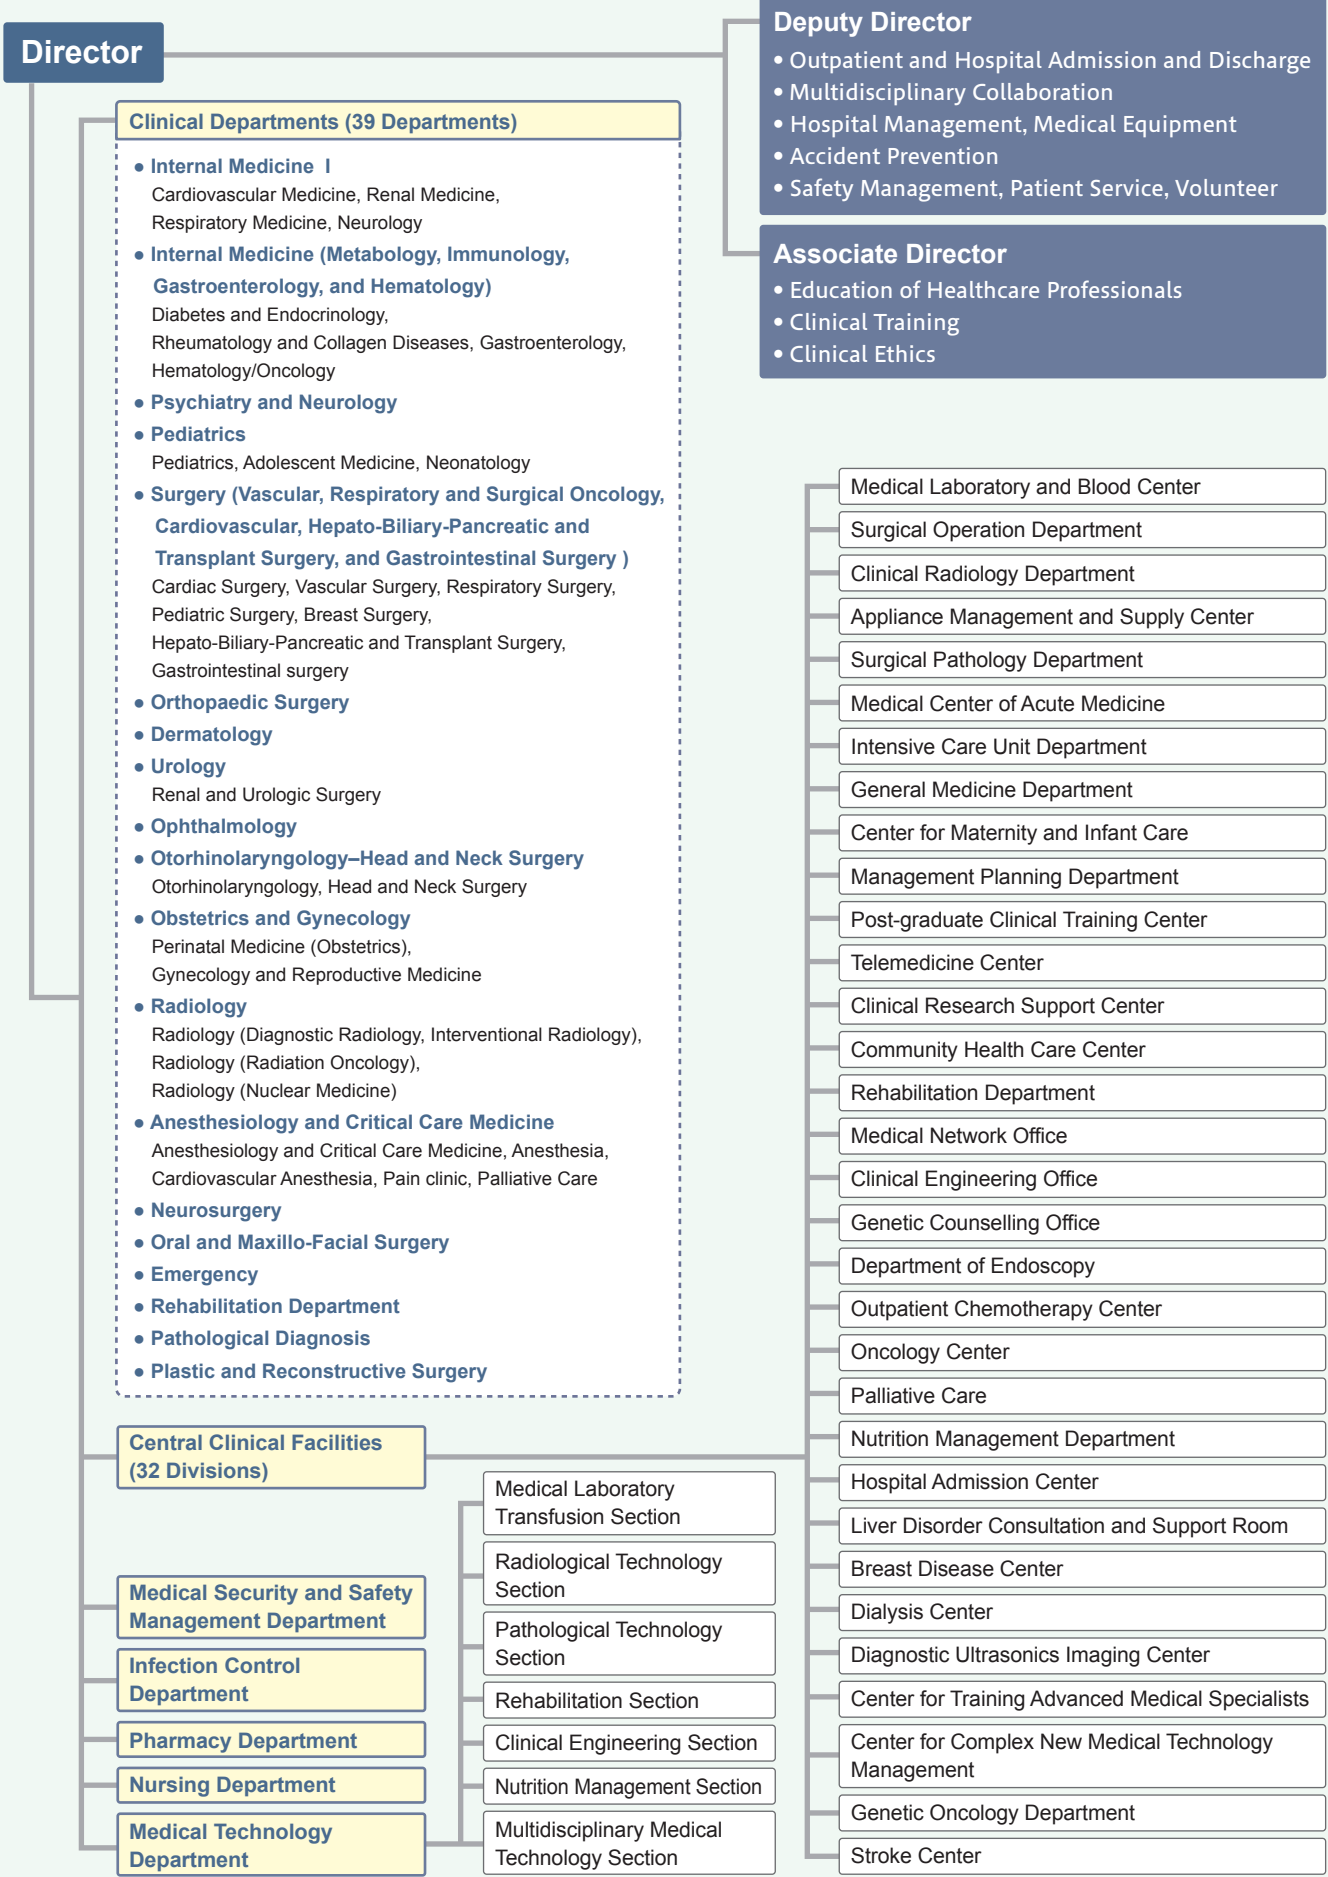 Director
Deputy Director
• Outpatient and Hospital Admission and Discharge
• Multidisciplinary Collaboration
• Hospital Management, Medical Equipment
• Accident Prevention
• Safety Management, Patient Service, Volunteer
Associate Director
• Education of Healthcare Professionals
• Clinical Training
• Clinical Ethics
Clinical Departments (39 Departments)
● Internal Medicine I
Cardiovascular Medicine, Renal Medicine,
Respiratory Medicine, Neurology
● Internal Medicine (Metabology, Immunology,
Gastroenterology, and Hematology)
Diabetes and Endocrinology,
Rheumatology and Collagen Diseases, Gastroenterology,
Hematology/Oncology
● Psychiatry and Neurology
● Pediatrics
Pediatrics, Adolescent Medicine, Neonatology
● Surgery (Vascular, Respiratory and Surgical Oncology,
Cardiovascular, Hepato-Biliary-Pancreatic and
Transplant Surgery, and Gastrointestinal Surgery )
Cardiac Surgery, Vascular Surgery, Respiratory Surgery,
Pediatric Surgery, Breast Surgery,
Hepato-Biliary-Pancreatic and Transplant Surgery,
Gastrointestinal surgery
● Orthopaedic Surgery
● Dermatology
● Urology
Renal and Urologic Surgery
● Ophthalmology
● Otorhinolaryngology–Head and Neck Surgery
Otorhinolaryngology, Head and Neck Surgery
● Obstetrics and Gynecology
Perinatal Medicine (Obstetrics),
Gynecology and Reproductive Medicine
● Radiology
Radiology (Diagnostic Radiology, Interventional Radiology),
Radiology (Radiation Oncology),
Radiology (Nuclear Medicine)
● Anesthesiology and Critical Care Medicine
Anesthesiology and Critical Care Medicine, Anesthesia,
Cardiovascular Anesthesia, Pain clinic, Palliative Care
● Neurosurgery
● Oral and Maxillo-Facial Surgery
● Emergency
● Rehabilitation Department
● Pathological Diagnosis
● Plastic and Reconstructive Surgery
Central Clinical Facilities
(32 Divisions)
Medical Laboratory and Blood Center
Surgical Operation Department
Clinical Radiology Department
Appliance Management and Supply Center
Surgical Pathology Department
Medical Center of Acute Medicine
Intensive Care Unit Department
General Medicine Department
Center for Maternity and Infant Care
Management Planning Department
Post-graduate Clinical Training Center
Telemedicine Center
Clinical Research Support Center
Community Health Care Center
Rehabilitation Department
Medical Network Office
Clinical Engineering Office
Genetic Counselling Office
Department of Endoscopy
Outpatient Chemotherapy Center
Oncology Center
Palliative Care
Nutrition Management Department
Hospital Admission Center
Liver Disorder Consultation and Support Room
Breast Disease Center
Dialysis Center
Diagnostic Ultrasonics Imaging Center
Center for Training Advanced Medical Specialists
Center for Complex New Medical Technology
Management
Genetic Oncology Department
Stroke Center
Medical Security and Safety
Management Department
Infection Control
Department
Pharmacy Department
Nursing Department
Medical Technology
Department
Medical Laboratory
Transfusion Section
Radiological Technology
Section
Pathological Technology
Section
Rehabilitation Section
Clinical Engineering Section
Nutrition Management Section
Multidisciplinary Medical
Technology Section